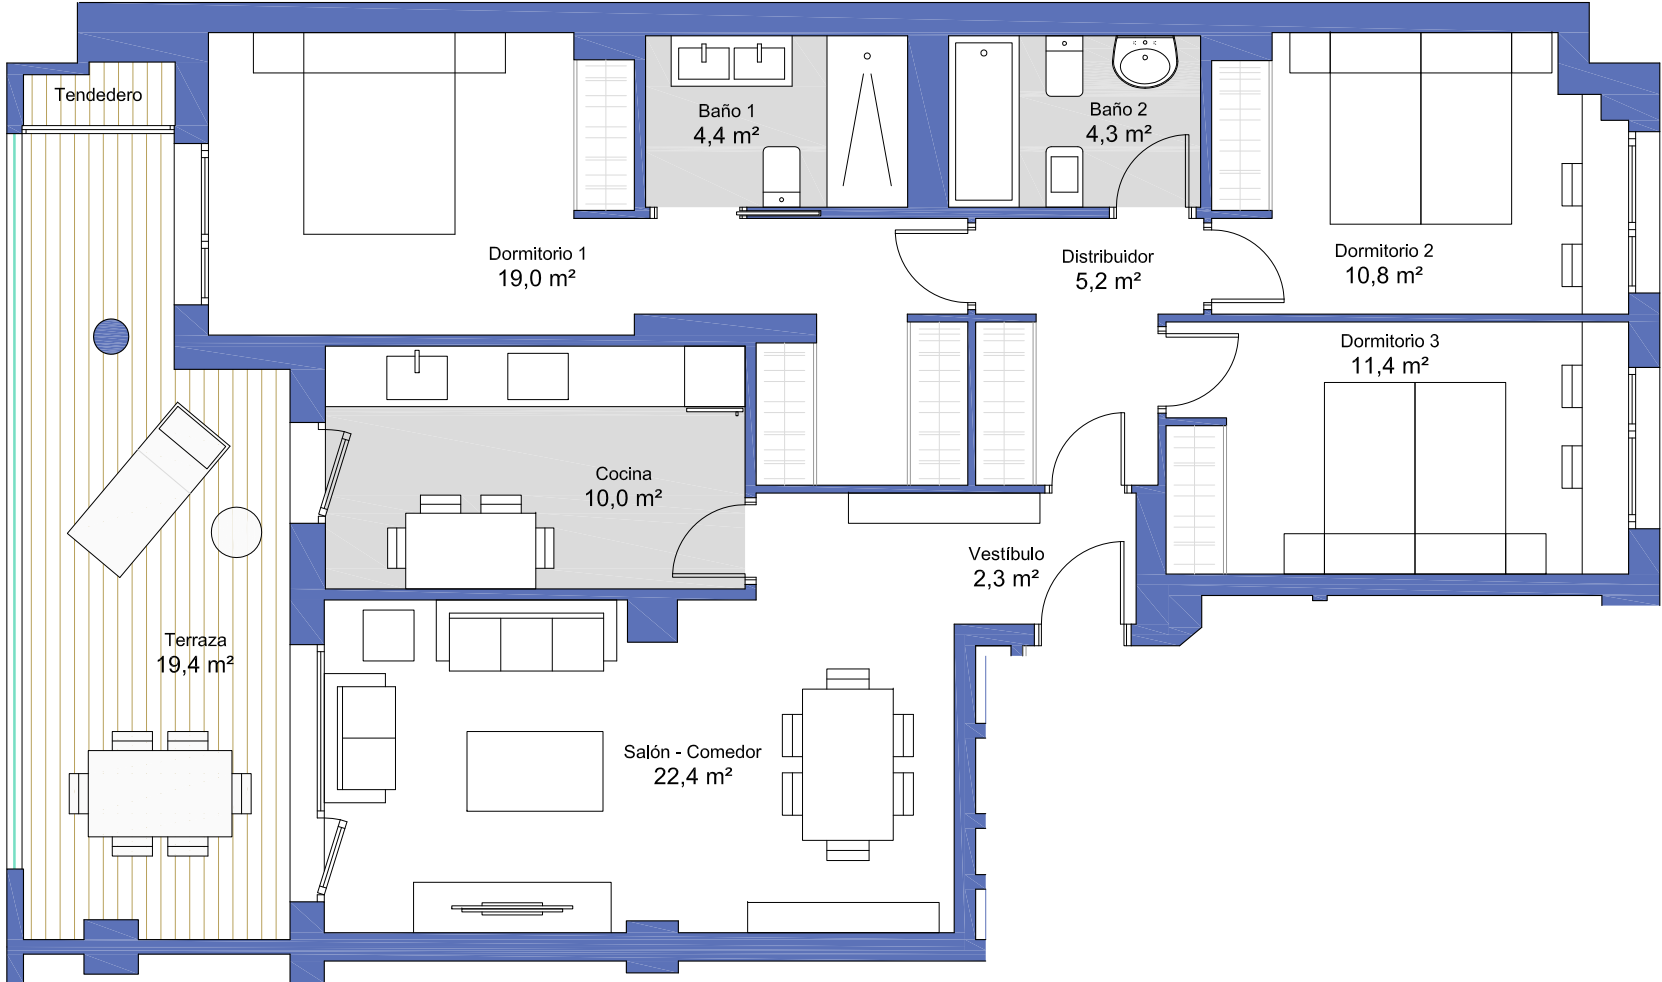 Tendedero
Baño 1
4,4 m²
Baño 2
4,3 m²
Dormitorio 1
19,0 m²
Distribuidor
5,2 m²
Dormitorio 2
10,8 m²
Dormitorio 3
11,4 m²
Cocina
10,0 m²
Vestíbulo
2,3 m²
Terraza
19,4 m²
Salón - Comedor
22,4 m²